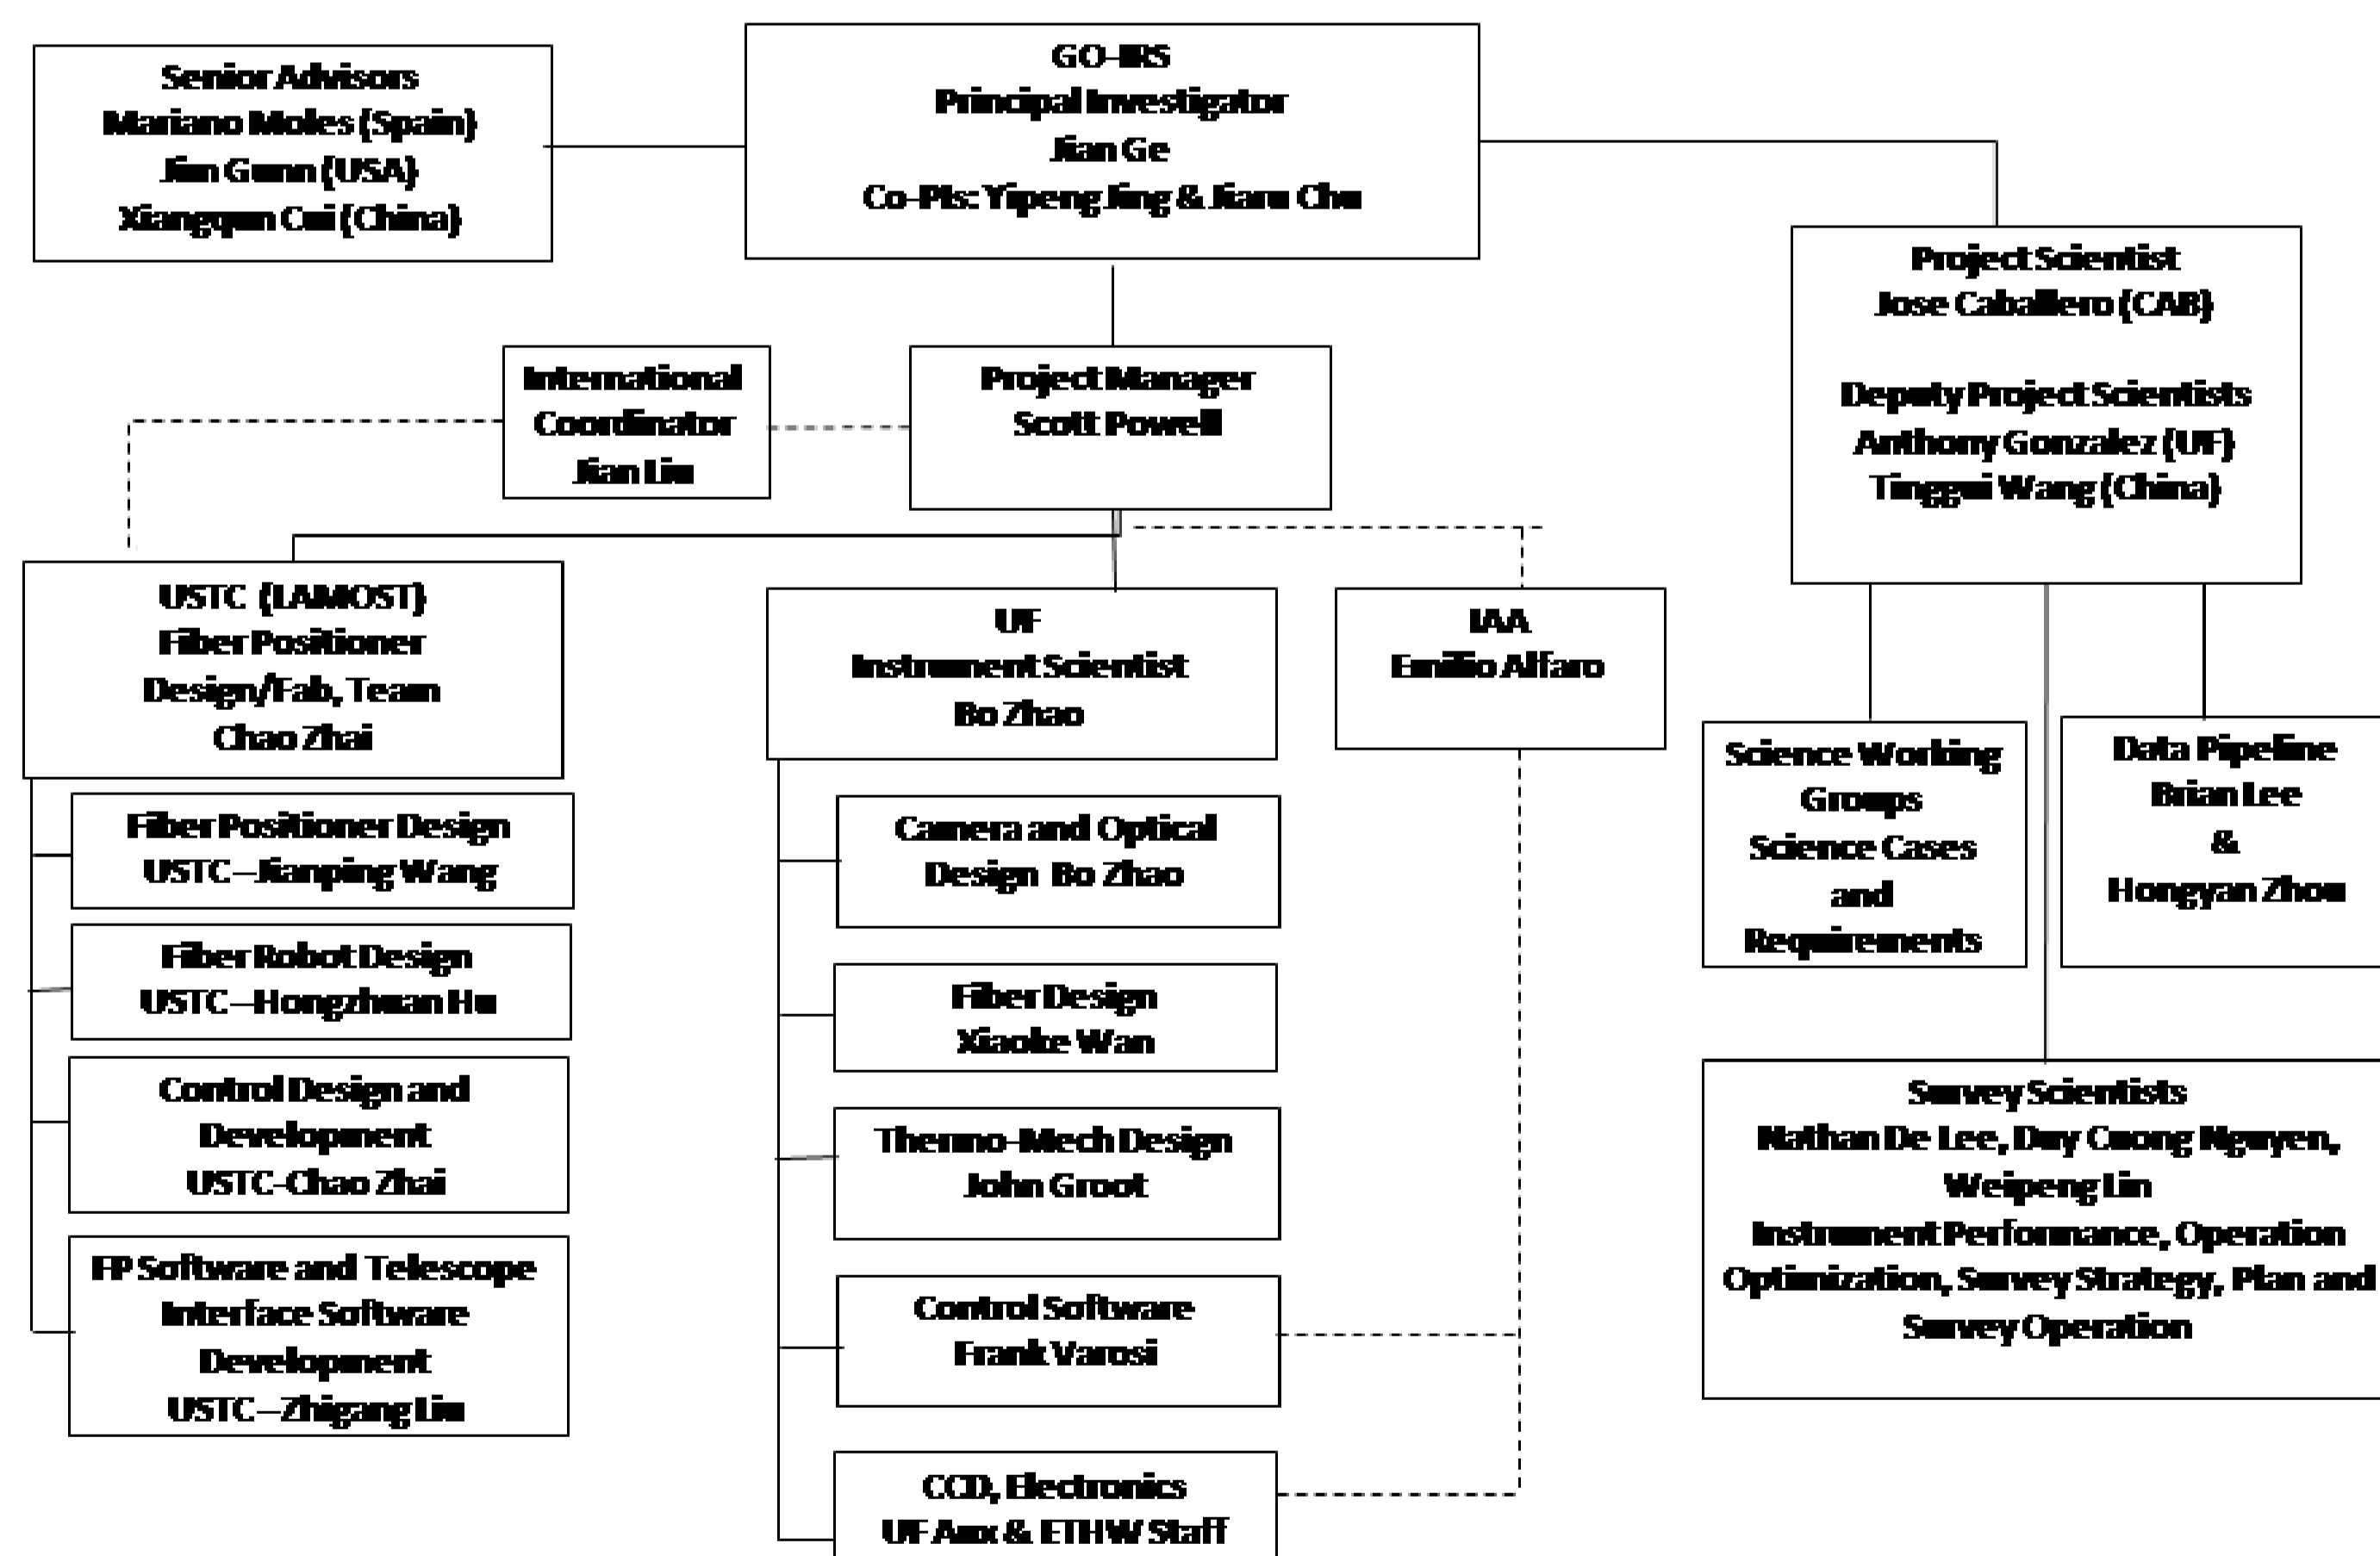 Senior Advisors
Mariano Moles (Spain)
Jim Gunn (USA)
Xiangqun Cui (China)
GO-IRS
Principal Investigator
Jian Ge
Co-PIs: Yipeng Jing & Jiaru Chu
Project Scientist
Jose Caballero (CAB)
Deputy Project Scientists
Anthony Gonzalez (UF)
Tinggui Wang (China)
International
Coordinator
Jian Liu
Project Manager
Scott Powell
USTC (LAMOST)
Fiber Positioner
Design/Fab, Team
Chao Zhai
Fiber Positioner Design
USTC–Jianping Wang
Fiber Robot Design
USTC–Hongzhuan Hu
Control Design and
Development
USTC-Chao Zhai
FP Software and Telescope
Interface Software
Development
USTC–Zhigang Liu
UF
Instrument Scientist
Bo Zhao
Camera and Optical
Design Bo Zhao
Fiber Design
Xiaoke Wan
Thermo-Mech Design
John Groot
Control Software
Frank Varosi
CCD, Electronics
UF Aux & ETHW Staff
IAA
Emilio Alfaro
Science Working
Groups
Science Cases
and
Requirements
Data Pipeline
Brian Lee
&
Hongyan Zhou
Survey Scientists
Nathan De Lee, Duy Cuong Nguyen,
Weipeng Lin
Instrument Performance, Operation
Optimization, Survey Strategy, Plan and
Survey Operation